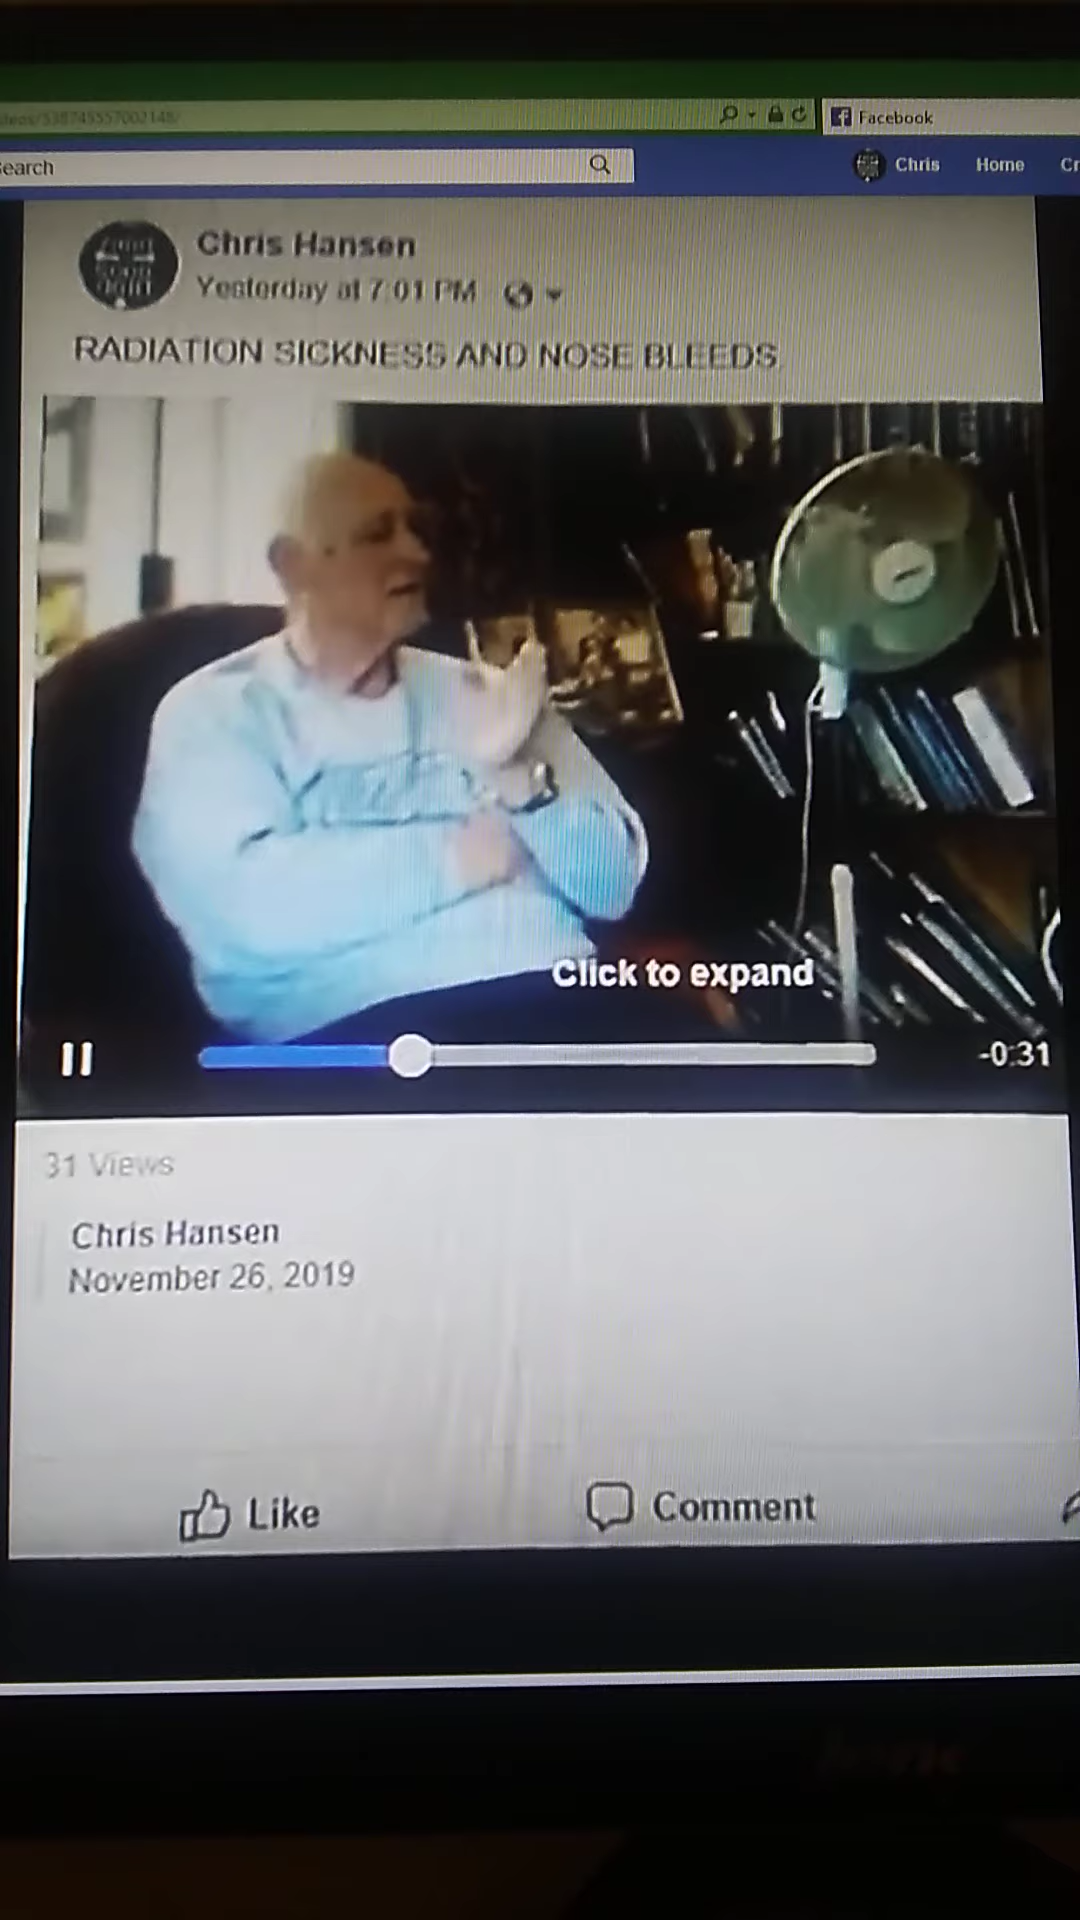 Facebook
Search
Chris Home
Chris Hansen
Yesterday at 7:01 PM
RADIATION SICKNESS AND NOSE BLEEDS
Click to expand
-0:31
31 Views
Chris Hansen
November 26, 2019
Like Comment